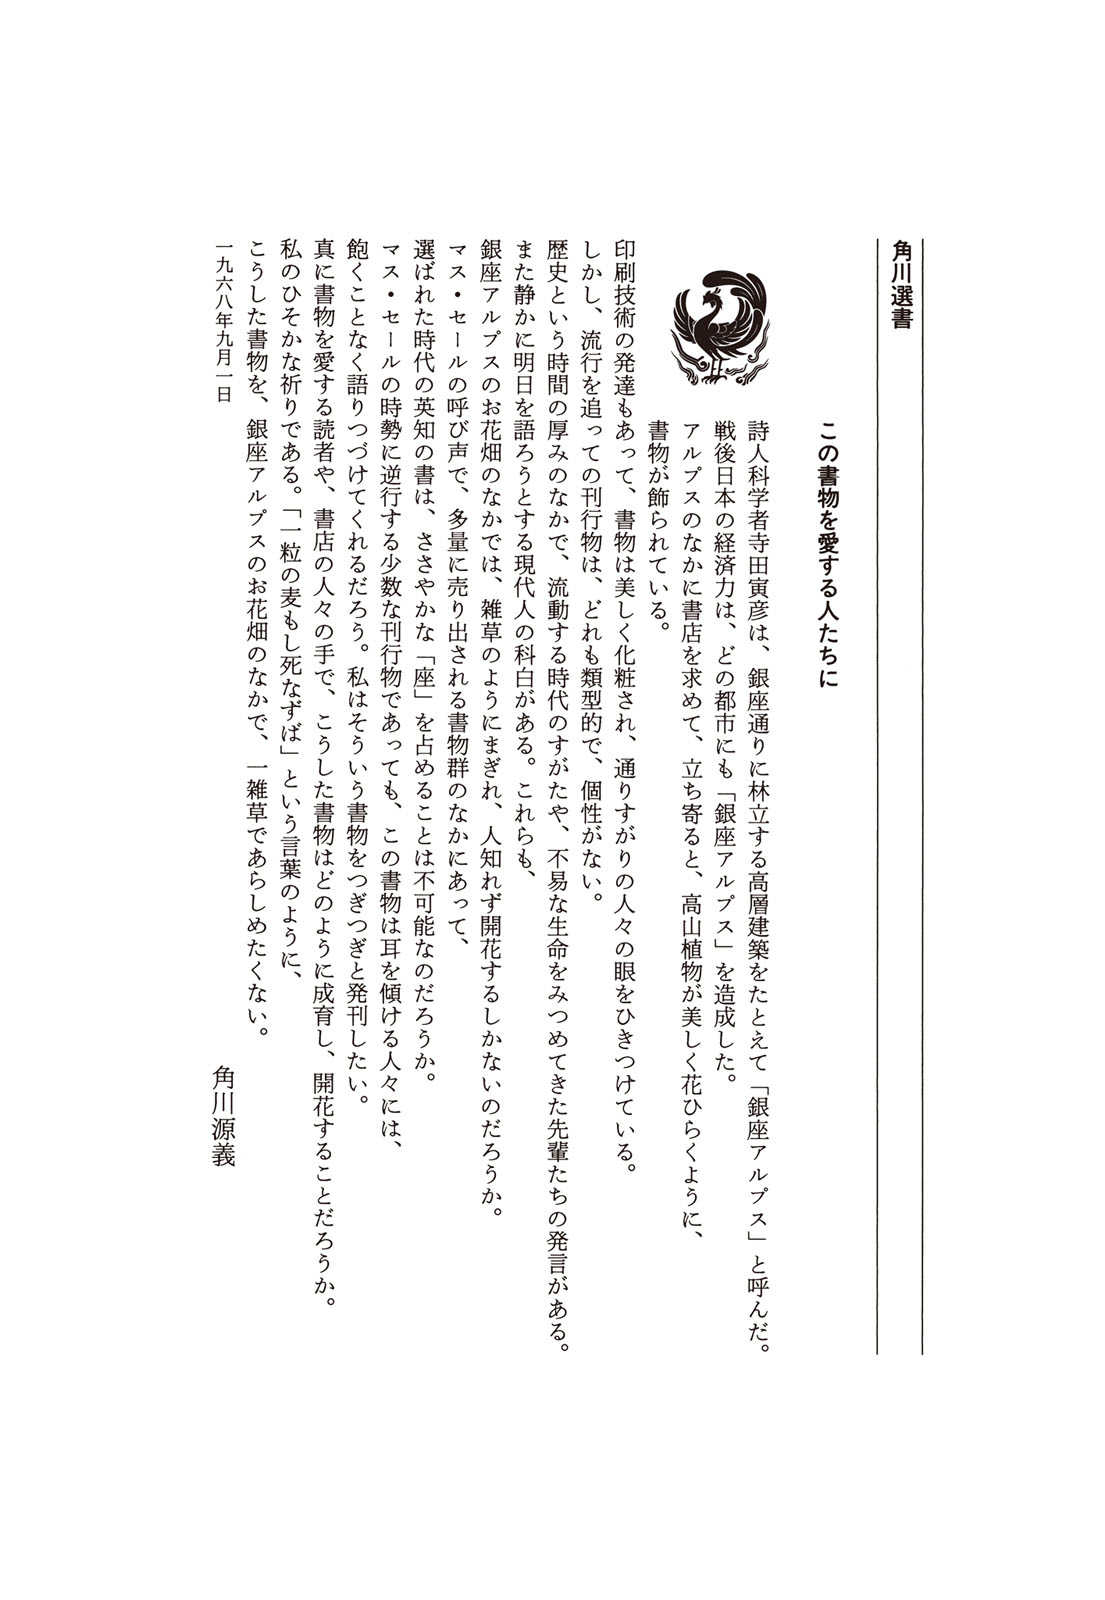 角川選書
この書物を愛する人たちに
詩人科学者寺田寅彦は、銀座通りに林立する高層建築をたとえて「銀座アルプス」と呼んだ。
戦後日本の経済力は、どの都市にも「銀座アルプス」を造成した。
アルプスのなかに書店を求めて、立ち寄ると、高山植物が美しく花ひらくように、
書物が飾られている。
印刷技術の発達もあって、書物は美しく化粧され、通りすがりの人々の眼をひきつけている。
しかし、流行を追っての刊行物は、どれも類型的で、個性がない。
歴史という時間の厚みのなかで、流動する時代のすがたや、不易な生命をみつめてきた先輩たちの発言がある。
また静かに明日を語ろうとする現代人の科白がある。これらも、
銀座アルプスのお花畑のなかでは、雑草のようにまぎれ、人知れず開花するしかないのだろうか。
マス・セールの呼び声で、多量に売り出される書物群のなかにあって、
選ばれた時代の英知の書は、ささやかな「座」を占めることは不可能なのだろうか。
マス・セールの時勢に逆行する少数な刊行物であっても、この書物は耳を傾ける人々には、
飽くことなく語りつづけてくれるだろう。私はそういう書物をつぎつぎと発刊したい。
真に書物を愛する読者や、書店の人々の手で、こうした書物はどのように成育し、開花することだろうか。
私のひそかな祈りである。「一粒の麦もし死なずば」という言葉のように、
こうした書物を、銀座アルプスのお花畑のなかで、一雑草であらしめたくない。
一九六八年九月一日
角川源義